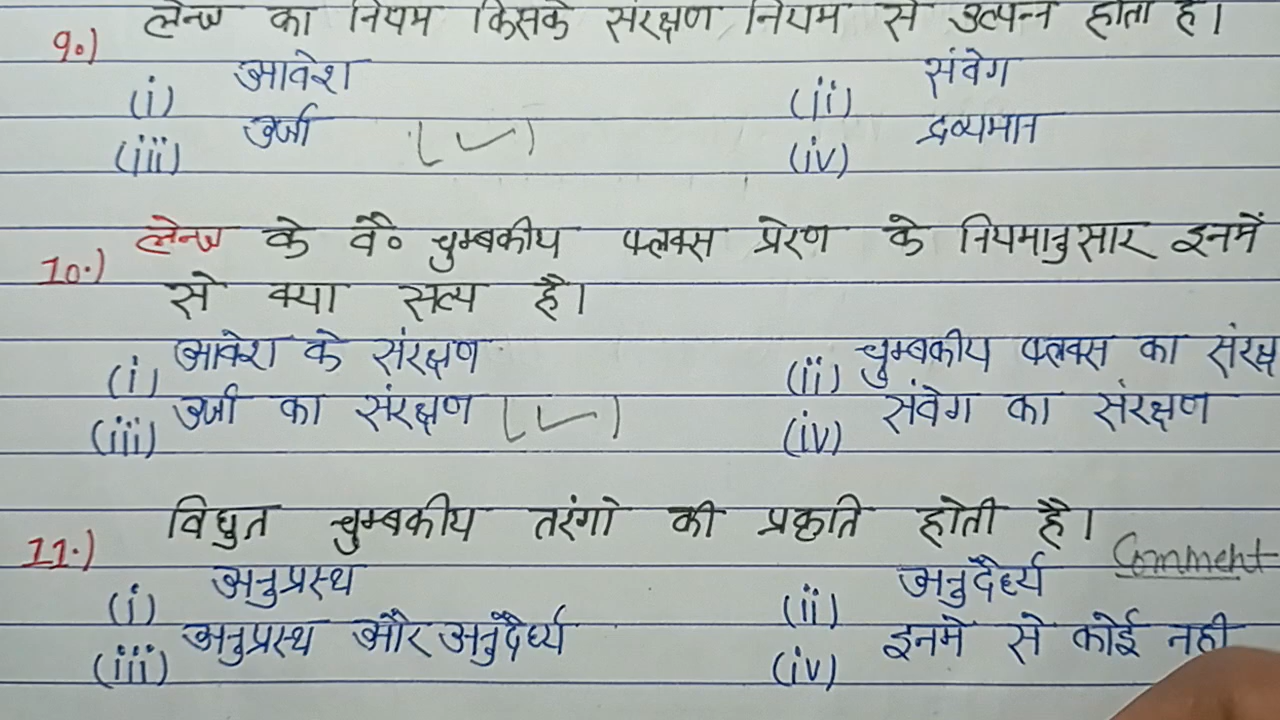 9.) लेन्ज का नियम किसके संरक्षण नियम से उत्पन्न होता है।
(i) आवेश (ii) संवेग
(iii) उर्जा (✓) (iv) द्रव्यमान
10.) लेन्ज के वै० चुम्बकीय फ्लक्स प्रेरण के नियमानुसार इनमें
से क्या सत्य है।
(i) आवेश के संरक्षण (ii) चुम्बकीय फ्लक्स का संरक्ष
(iii) उर्जा का संरक्षण (✓) (iv) संवेग का संरक्षण
11.) विधुत चुम्बकीय तरंगो की प्रकृति होती है।
Comment
(i) अनुप्रस्थ (ii) अनुदैर्ध्य
(iii) अनुप्रस्थ और अनुदैर्ध्य (iv) इनमे से कोई नही